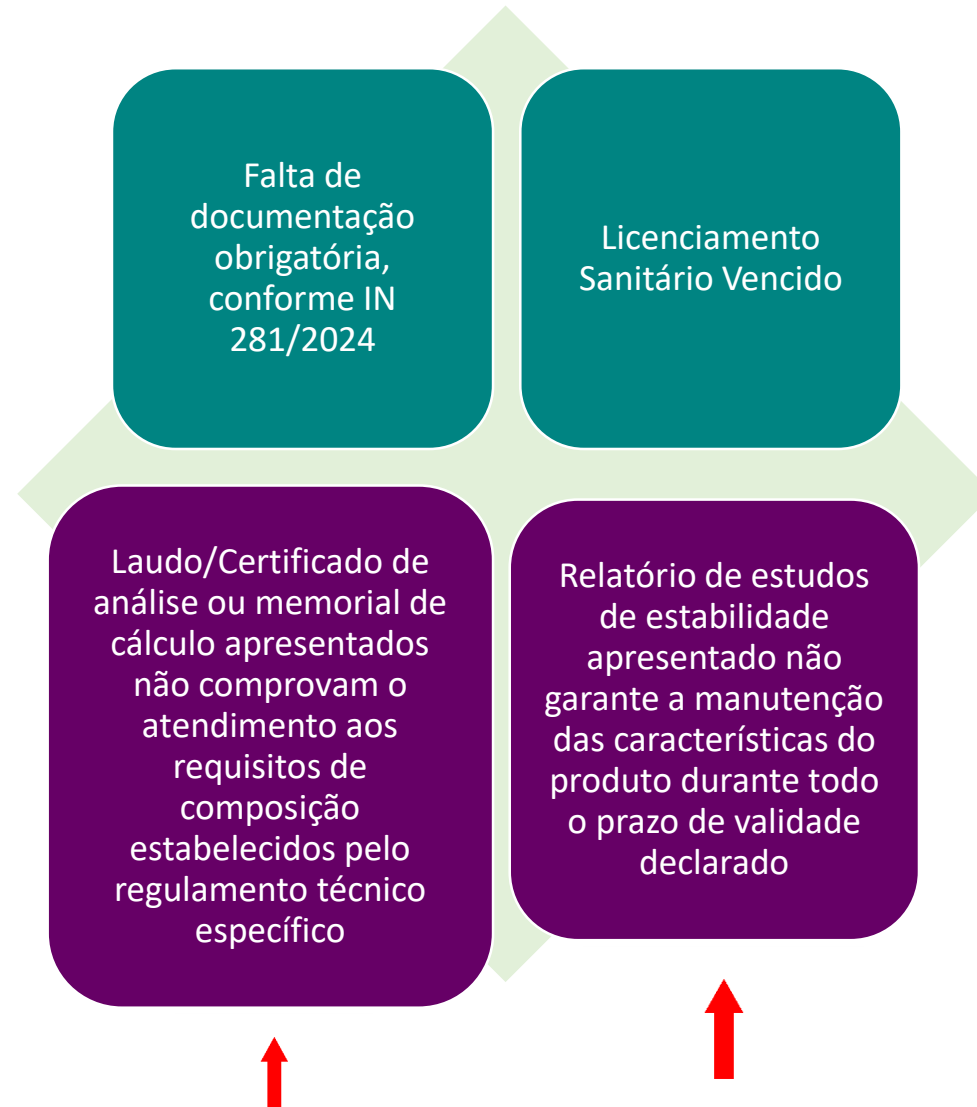 Falta de
documentação
obrigatória,
conforme IN
281/2024
Licenciamento
Sanitário Vencido
Laudo/Certificado de
análise ou memorial de
cálculo apresentados
não comprovam o
atendimento aos
requisitos de
composição
estabelecidos pelo
regulamento técnico
específico
Relatório de estudos
de estabilidade
apresentado não
garante a manutenção
das características do
produto durante todo
o prazo de validade
declarado